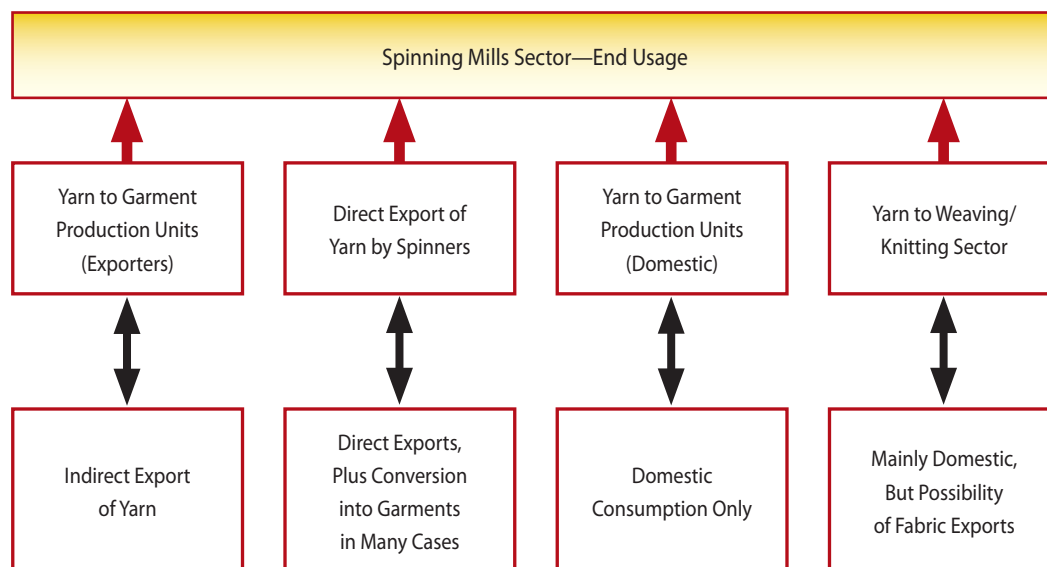 Spinning Mills Sector—End Usage
Yarn to Garment
Production Units
(Exporters)
Direct Export of
Yarn by Spinners
Yarn to Garment
Production Units
(Domestic)
Yarn to Weaving/
Knitting Sector
Indirect Export
of Yarn
Direct Exports,
Plus Conversion
into Garments
in Many Cases
Domestic
Consumption Only
Mainly Domestic,
But Possibility
of Fabric Exports